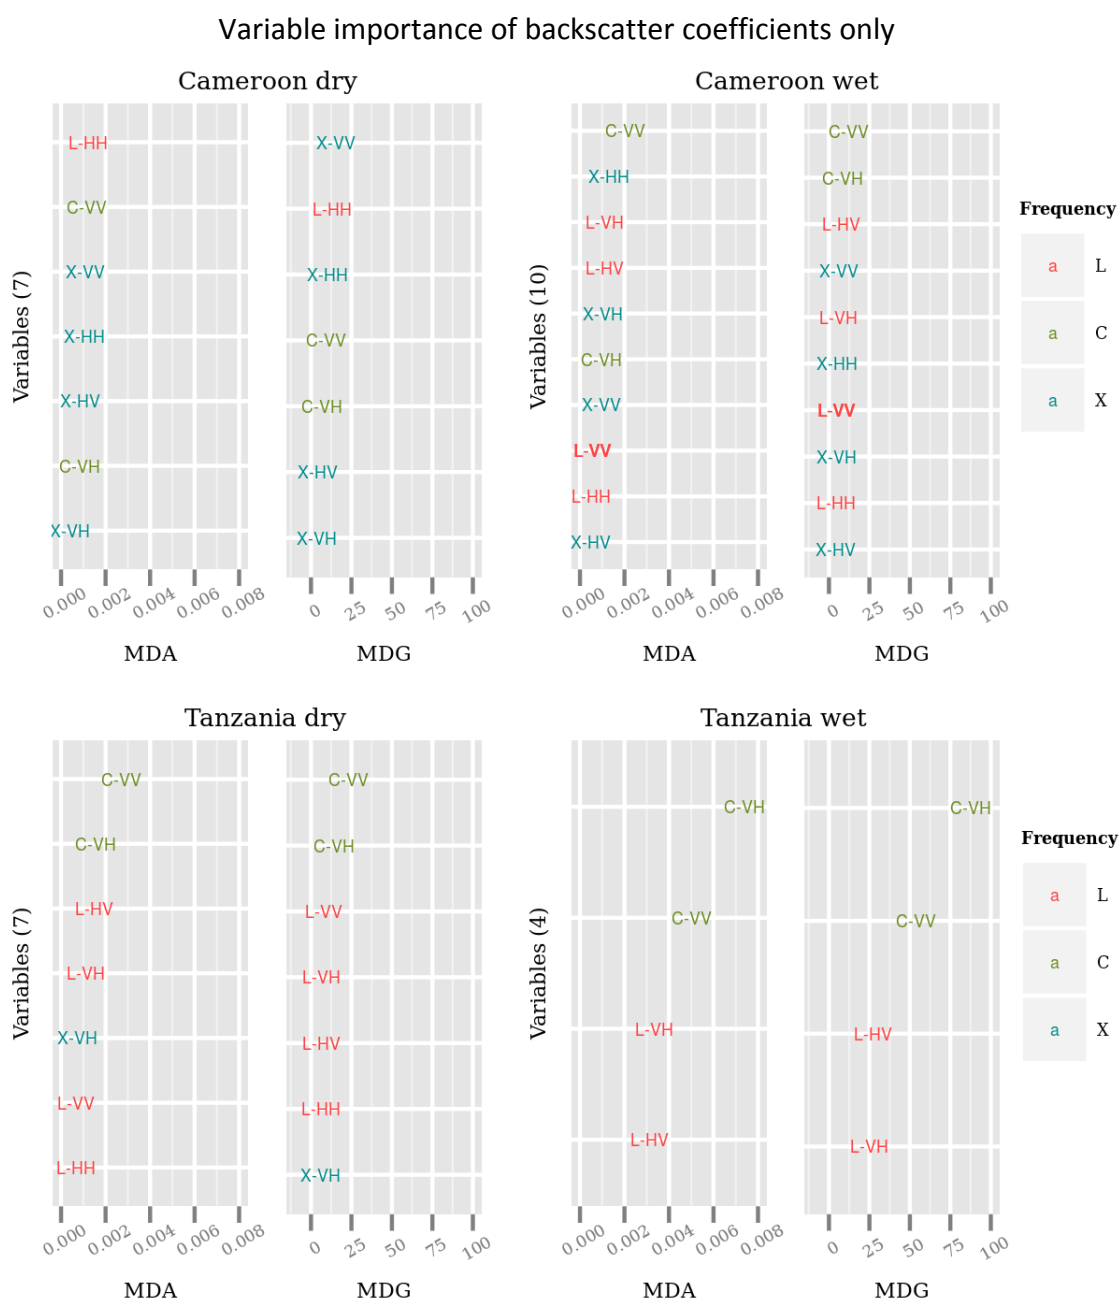 Variable importance of backscatter coefficients only
Cameroon dry
Variables (7)
L-HH
C-VV
X-VV
X-HH
X-HV
C-VH
X-VH
0.000 0.002 0.004 0.006 0.008
MDA
X-VV
L-HH
X-HH
C-VV
C-VH
X-HV
X-VH
0 25 50 75 100
MDG
Cameroon wet
Variables (10)
C-VV
X-HH
L-VH
L-HV
X-VH
C-VH
X-VV
L-VV
L-HH
X-HV
0.000 0.002 0.004 0.006 0.008
MDA
C-VV
C-VH
L-HV
X-VV
L-VH
X-HH
L-VV
X-VH
L-HH
X-HV
0 25 50 75 100
MDG
Frequency
a L
a C
a X
Tanzania dry
Variables (7)
C-VV
C-VH
L-HV
L-VH
X-VH
L-VV
L-HH
0.000 0.002 0.004 0.006 0.008
MDA
C-VV
C-VH
L-VV
L-VH
L-HV
L-HH
X-VH
0 25 50 75 100
MDG
Tanzania wet
Variables (4)
C-VH
C-VV
L-VH
L-HV
0.000 0.002 0.004 0.006 0.008
MDA
C-VH
C-VV
L-HV
L-VH
0 25 50 75 100
MDG
Frequency
a L
a C
a X